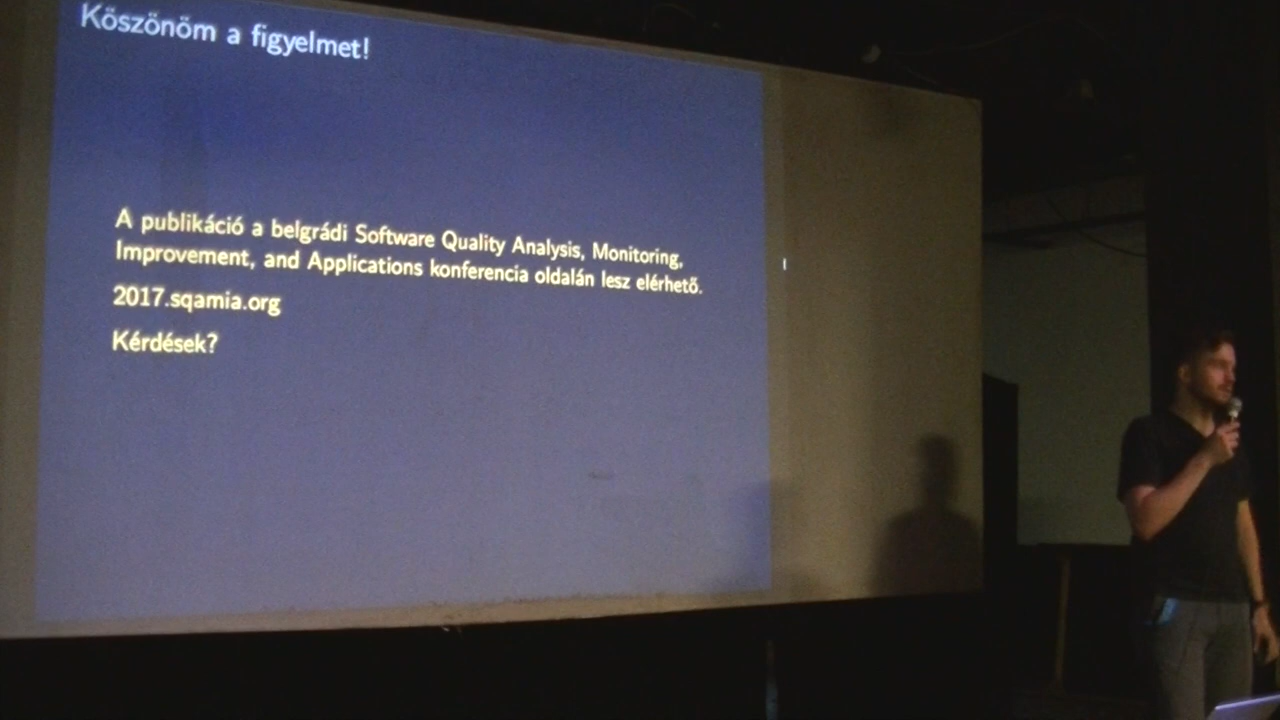 Köszönöm a figyelmet!
A publikáció a belgrádi Software Quality Analysis, Monitoring,
Improvement, and Applications konferencia oldalán lesz elérhető.
2017.sqamia.org
Kérdések?